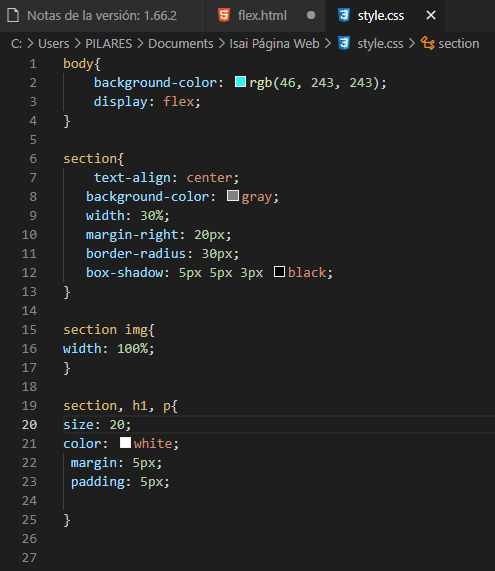 Notas de la versión: 1.66.2 flex.html style.css
C: > Users > PILARES > Documents > Isai Página Web > style.css > section
1 body{
2 background-color: rgb(46, 243, 243);
3 display: flex;
4 }
5
6 section{
7 text-align: center;
8 background-color: gray;
9 width: 30%;
10 margin-right: 20px;
11 border-radius: 30px;
12 box-shadow: 5px 5px 3px black;
13 }
14
15 section img{
16 width: 100%;
17 }
18
19 section, h1, p{
20 size: 20;
21 color: white;
22 margin: 5px;
23 padding: 5px;
24
25 }
26
27